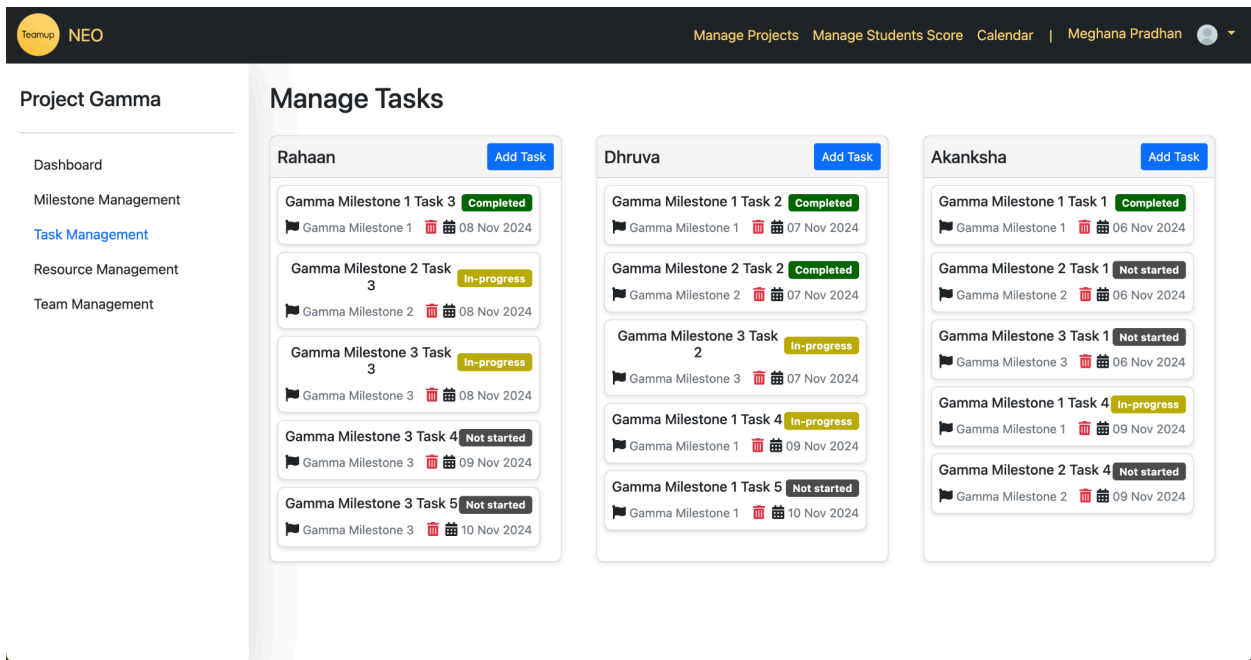 Teamup NEO
Manage Projects Manage Students Score Calendar | Meghana Pradhan
Project Gamma
Dashboard
Milestone Management
Task Management
Resource Management
Team Management
Manage Tasks
Rahaan Add Task
Gamma Milestone 1 Task 3 Completed
Gamma Milestone 1 08 Nov 2024
Gamma Milestone 2 Task
3 In-progress
Gamma Milestone 2 08 Nov 2024
Gamma Milestone 3 Task
3 In-progress
Gamma Milestone 3 08 Nov 2024
Gamma Milestone 3 Task 4 Not started
Gamma Milestone 3 09 Nov 2024
Gamma Milestone 3 Task 5 Not started
Gamma Milestone 3 10 Nov 2024
Dhruva Add Task
Gamma Milestone 1 Task 2 Completed
Gamma Milestone 1 07 Nov 2024
Gamma Milestone 2 Task 2 Completed
Gamma Milestone 2 07 Nov 2024
Gamma Milestone 3 Task
2 In-progress
Gamma Milestone 3 07 Nov 2024
Gamma Milestone 1 Task 4 In-progress
Gamma Milestone 1 09 Nov 2024
Gamma Milestone 1 Task 5 Not started
Gamma Milestone 1 10 Nov 2024
Akanksha Add Task
Gamma Milestone 1 Task 1 Completed
Gamma Milestone 1 06 Nov 2024
Gamma Milestone 2 Task 1 Not started
Gamma Milestone 2 06 Nov 2024
Gamma Milestone 3 Task 1 Not started
Gamma Milestone 3 06 Nov 2024
Gamma Milestone 1 Task 4 In-progress
Gamma Milestone 1 09 Nov 2024
Gamma Milestone 2 Task 4 Not started
Gamma Milestone 2 09 Nov 2024